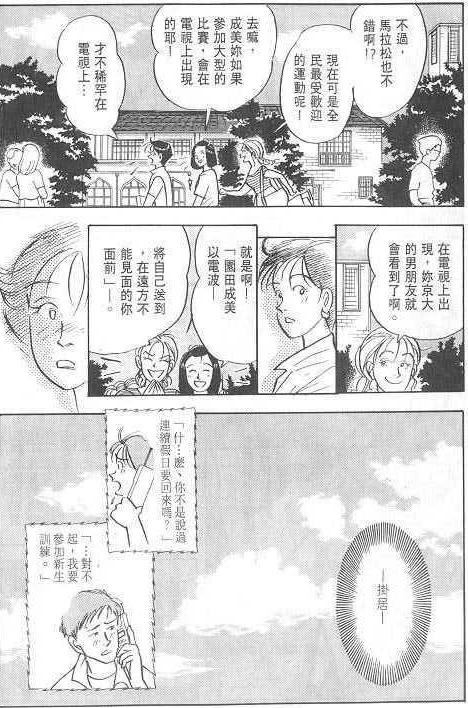 不過，
馬拉松也不
錯啊！？
現在可是全
民最受歡迎
的運動呢！
去嘛，
成美妳如果
參加大型的
比賽，會在
電視上出現
的耶！
才不稀罕在
電視上…
在電視上出
現，妳京大
的男朋友就
會看到了啊。
就是啊！
「園田成美
以電波—
將自己送到
，在遠方不
能見面的你
面前」—。
「什…麼、你不是說過
連續假日要回來嗎？」
—掛居—
「…對不
起，我要
參加新生
訓練。」